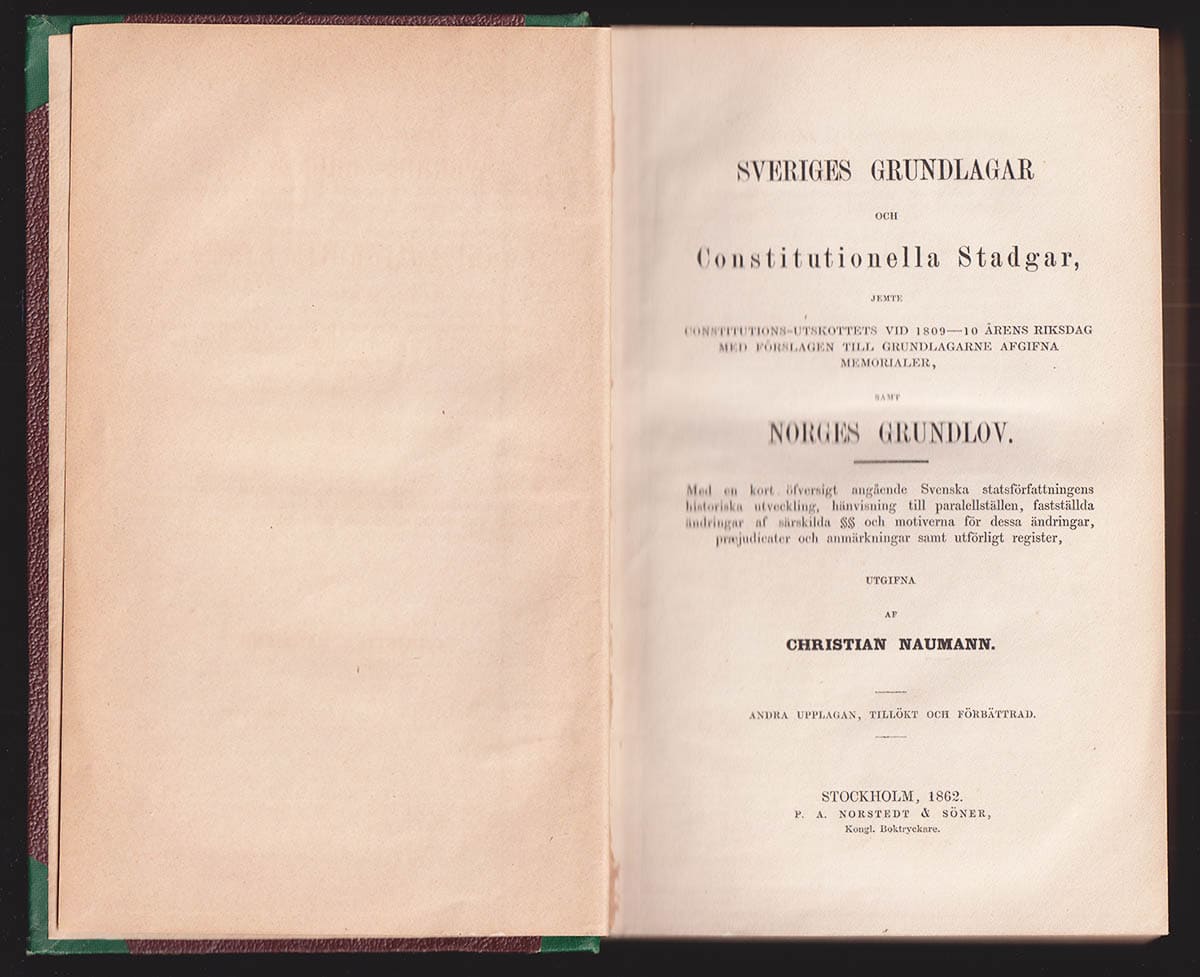 SVERIGES GRUNDLAGAR
OCH
Constitutionella Stadgar,
JEMTE
CONSTITUTIONS-UTSKOTTETS VID 1809—10 ÅRENS RIKSDAG
MED FÖRSLAGEN TILL GRUNDLAGARNE AFGIFNA
MEMORIALER,
SAMT
NORGES GRUNDLOV.
Med en kort öfversigt angående Svenska statsförfattningens
historiska utveckling, hänvisning till paralellställen, fastställda
ändringar af särskilda §§ och motiverna för dessa ändringar,
præjudicater och anmärkningar samt utförligt register,
UTGIFNA
AF
CHRISTIAN NAUMANN.
ANDRA UPPLAGAN, TILLÖKT OCH FÖRBÄTTRAD.
STOCKHOLM, 1862.
P. A. NORSTEDT & SÖNER,
Kongl. Boktryckare.